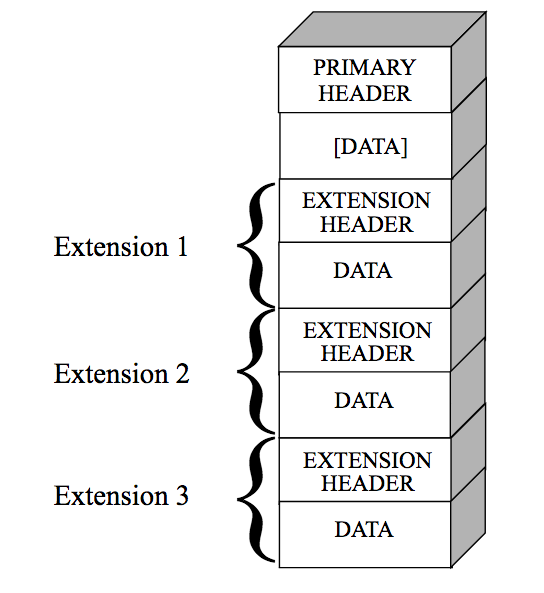 PRIMARY
HEADER
[DATA]
EXTENSION
HEADER
Extension 1
DATA
EXTENSION
HEADER
Extension 2
DATA
EXTENSION
HEADER
Extension 3
DATA